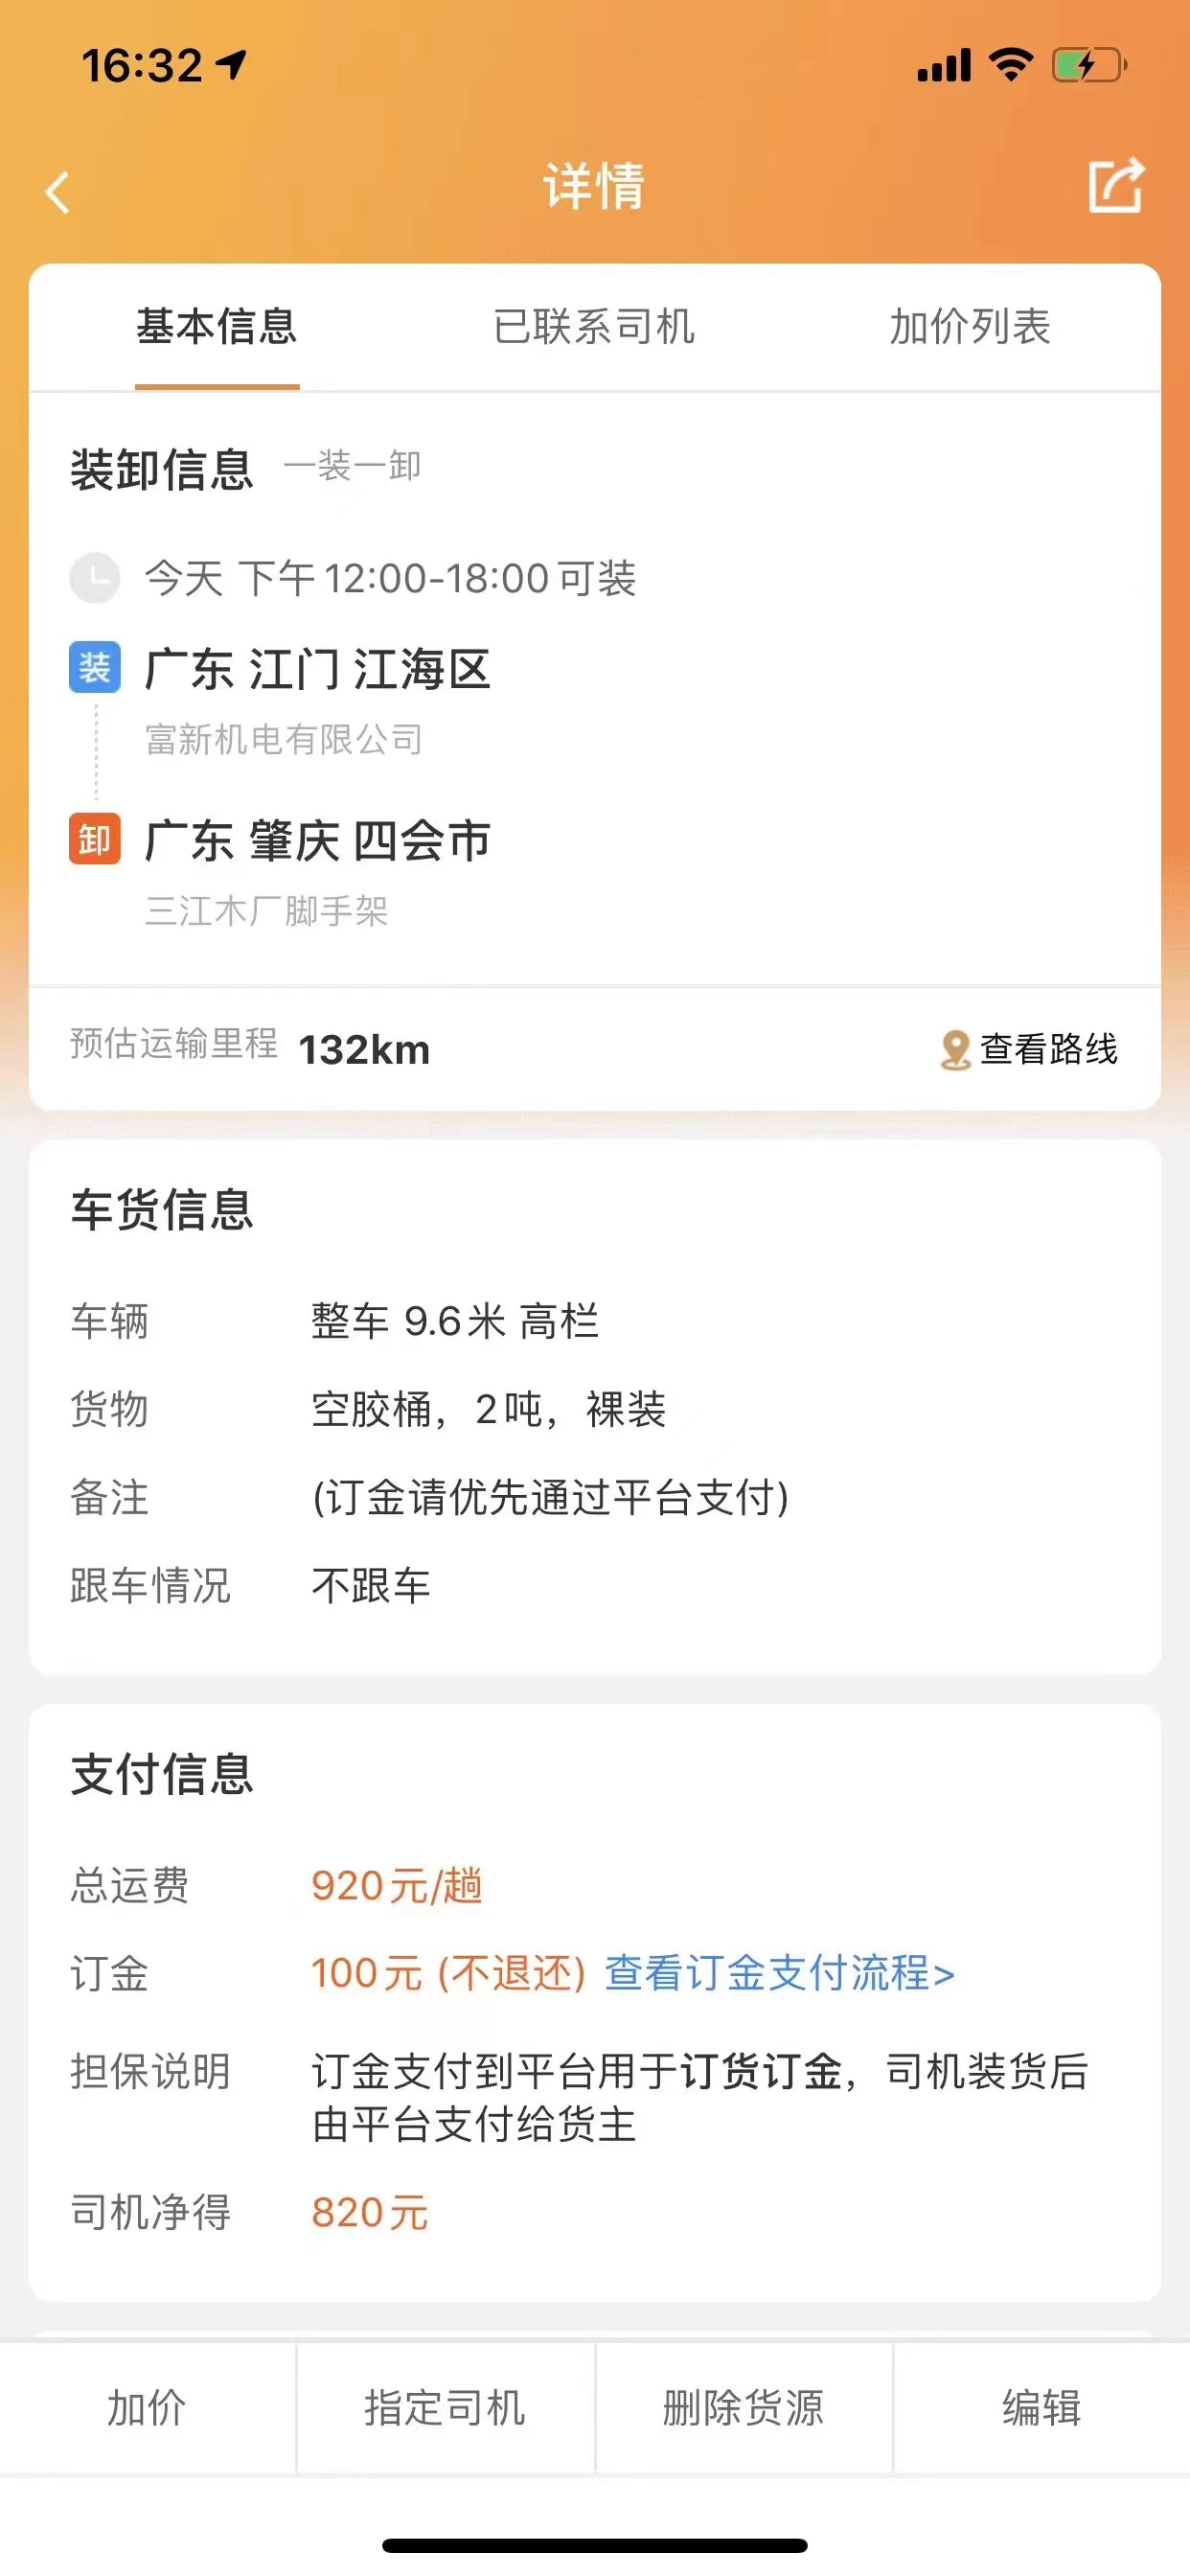 16:32
详情
基本信息 已联系司机 加价列表
装卸信息 一装一卸
今天 下午12:00-18:00可装
装 广东 江门 江海区
富新机电有限公司
卸 广东 肇庆 四会市
三江木厂脚手架
预估运输里程 132km 查看路线
车货信息
车辆 整车 9.6米 高栏
货物 空胶桶，2吨，裸装
备注 (订金请优先通过平台支付)
跟车情况 不跟车
支付信息
总运费 920元/趟
订金 100元 (不退还) 查看订金支付流程>
担保说明 订金支付到平台用于订货订金，司机装货后
由平台支付给货主
司机净得 820元
加价 指定司机 删除货源 编辑